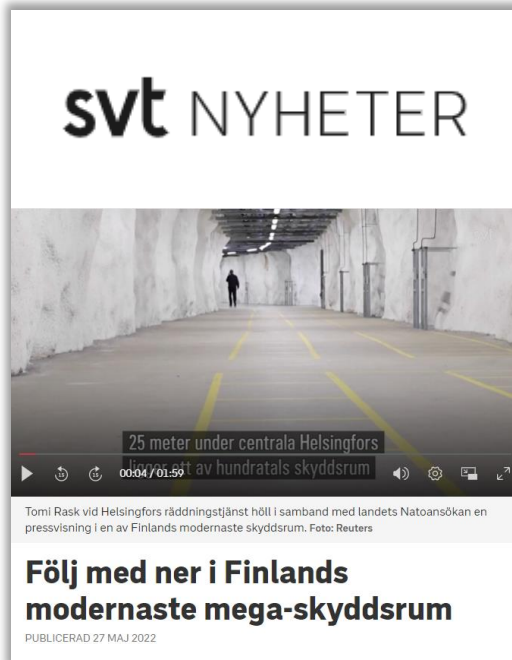 svt NYHETER
25 meter under centrala Helsingfors
ligger ett av hundratals skyddsrum
15
15
00:04 / 01:59
Tomi Rask vid Helsingfors räddningstjänst höll i samband med landets Natoansökan en
pressvisning i en av Finlands modernaste skyddsrum. Foto: Reuters
Följ med ner i Finlands
modernaste mega-skyddsrum
PUBLICERAD 27 MAJ 2022